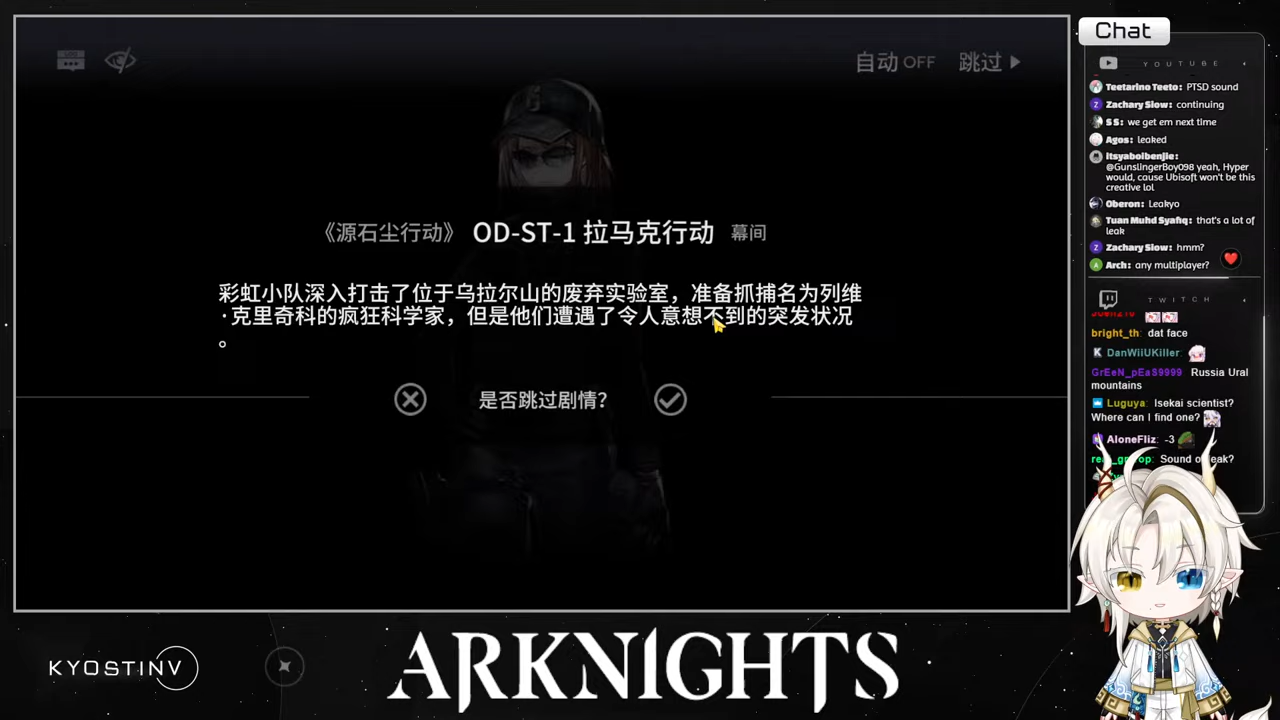 LOG
自动 OFF 跳过
《源石尘行动》 OD-ST-1 拉马克行动 幕间
彩虹小队深入打击了位于乌拉尔山的废弃实验室，准备抓捕名为列维
·克里奇科的疯狂科学家，但是他们遭遇了令人意想不到的突发状况
。
是否跳过剧情？
Chat
YOUTUBE
Teetarino Teeto: PTSD sound
Zachary Slow: continuing
S S: we get em next time
Agos: leaked
itsyaboibenjie:
@GunslingerBoy098 yeah, Hyper
would, cause Ubisoft won't be this
creative lol
Oberon: Leakyo
Tuan Muhd Syafiq: that's a lot of
leak
Zachary Slow: hmm?
Arch: any multiplayer?
TWITCH
bright_th: dat face
DanWiiUKiller:
GrEeN_pEaS9999 Russia Ural
mountains
Luguya: Isekai scientist?
Where can I find one?
AloneFliz: -3
KYOSTINV
ARKNIGHTS